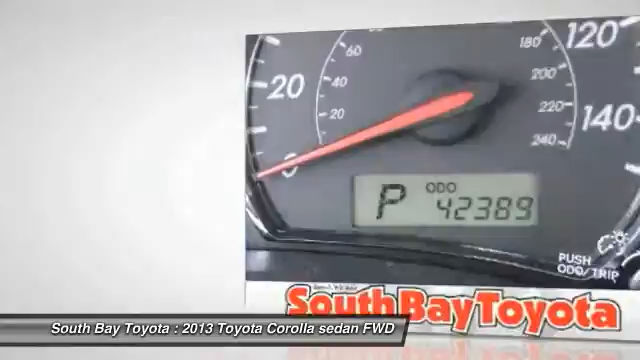 60
180
120
20
40
200
20
220
140
0
240
P
ODO
42389
PUSH
ODO/TRIP
South Bay Toyota
South Bay Toyota : 2013 Toyota Corolla sedan FWD